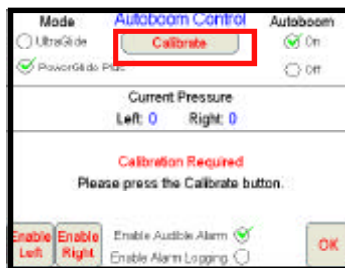 Mode Autoboom Control Autoboom
UltraGlide Calibrate On
PowerGlide Plus Off
Current Pressure
Left: 0 Right: 0
Calibration Required
Please press the Calibrate button.
Enable Left Enable Right Enable Audible Alarm
Enable Alarm Logging OK